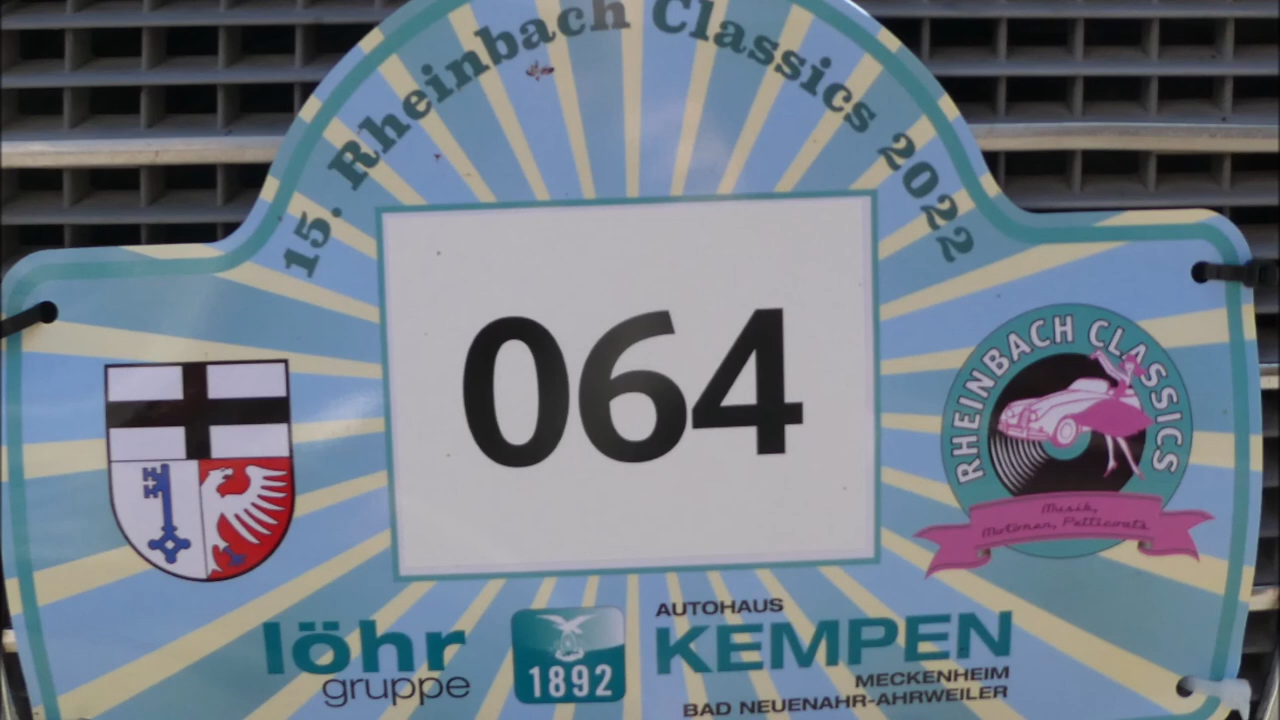 15. Rheinbach Classics 2022
064
RHEINBACH CLASSICS
Musik,
Motoren, Petticoats
löhr
gruppe
1892
AUTOHAUS
KEMPEN
MECKENHEIM
BAD NEUENAHR-AHRWEILER